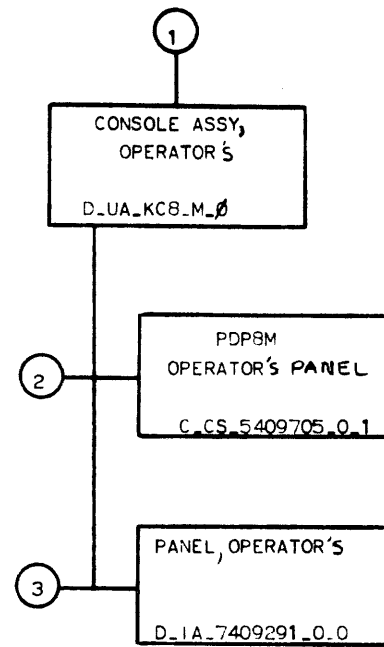 1
CONSOLE ASSY,
OPERATOR'S
D_UA_KC8_M_Ø
PDP8M
2
OPERATOR'S PANEL
C_CS_5409705_0_1
PANEL, OPERATOR'S
3
D_IA_7409291_0_0